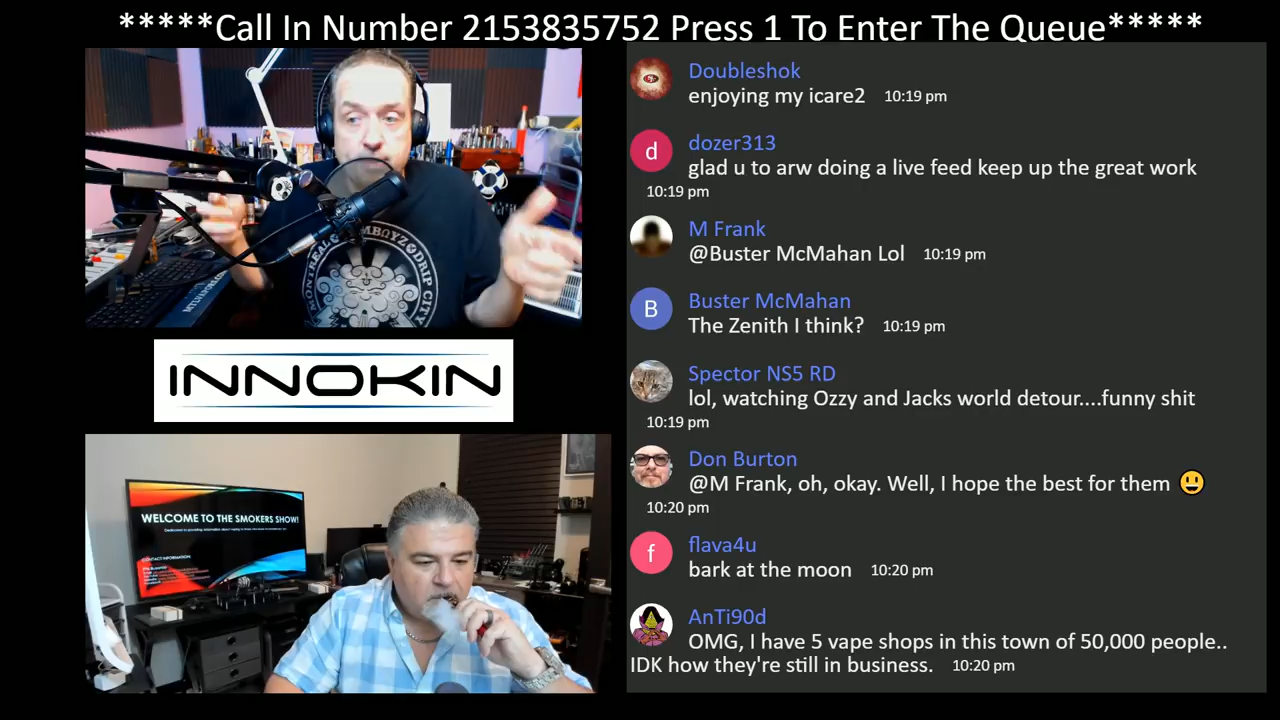 *****Call In Number 2153835752 Press 1 To Enter The Queue*****
MONTREAL
DRIP CITY
INNOKIN
WELCOME TO THE SMOKERS SHOW!
CONTACT INFORMATION
Doubleshok
enjoying my icare2 10:19 pm
d
dozer313
glad u to arw doing a live feed keep up the great work
10:19 pm
M Frank
@Buster McMahan Lol 10:19 pm
B
Buster McMahan
The Zenith I think? 10:19 pm
Spector NS5 RD
lol, watching Ozzy and Jacks world detour....funny shit
10:19 pm
Don Burton
@M Frank, oh, okay. Well, I hope the best for them 😃
10:20 pm
f
flava4u
bark at the moon 10:20 pm
AnTi90d
OMG, I have 5 vape shops in this town of 50,000 people..
IDK how they're still in business. 10:20 pm